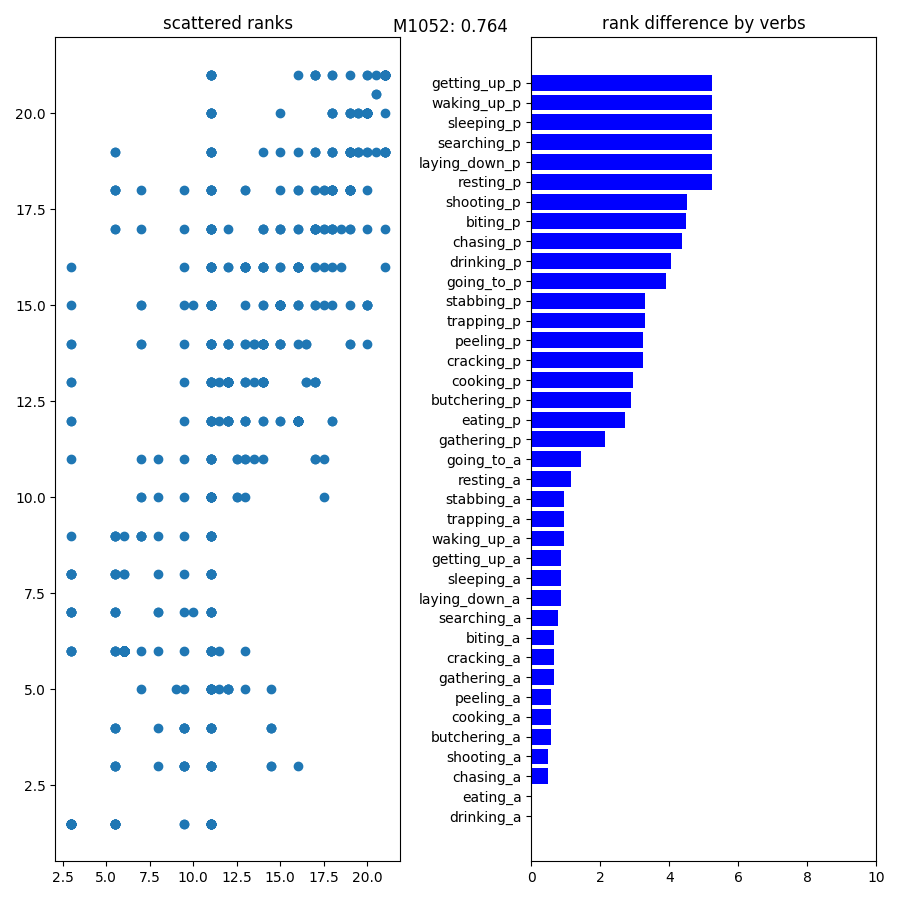 scattered ranks
M1052: 0.764
rank difference by verbs
20.0
17.5
15.0
12.5
10.0
7.5
5.0
2.5
2.5 5.0 7.5 10.0 12.5 15.0 17.5 20.0
getting_up_p
waking_up_p
sleeping_p
searching_p
laying_down_p
resting_p
shooting_p
biting_p
chasing_p
drinking_p
going_to_p
stabbing_p
trapping_p
peeling_p
cracking_p
cooking_p
butchering_p
eating_p
gathering_p
going_to_a
resting_a
stabbing_a
trapping_a
waking_up_a
getting_up_a
sleeping_a
laying_down_a
searching_a
biting_a
cracking_a
gathering_a
peeling_a
cooking_a
butchering_a
shooting_a
chasing_a
eating_a
drinking_a
0 2 4 6 8 10